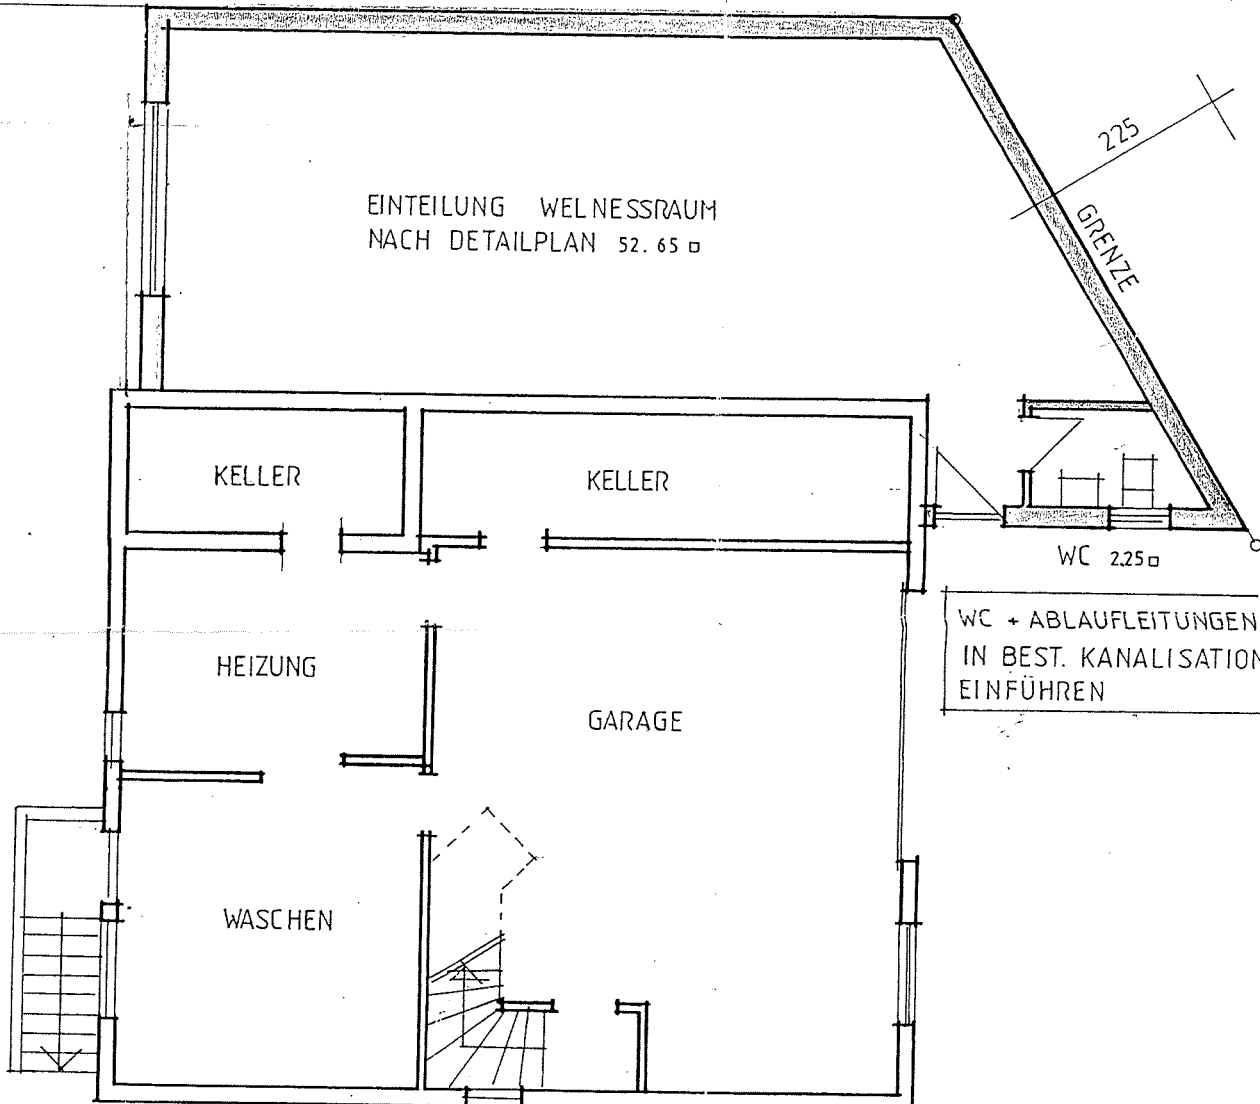 225
GRENZE
EINTEILUNG WELNESSRAUM
NACH DETAILPLAN 52.65 □
KELLER
KELLER
WC 2.25 □
WC + ABLAUFLEITUNGEN
IN BEST. KANALISATION
EINFÜHREN
HEIZUNG
GARAGE
WASCHEN